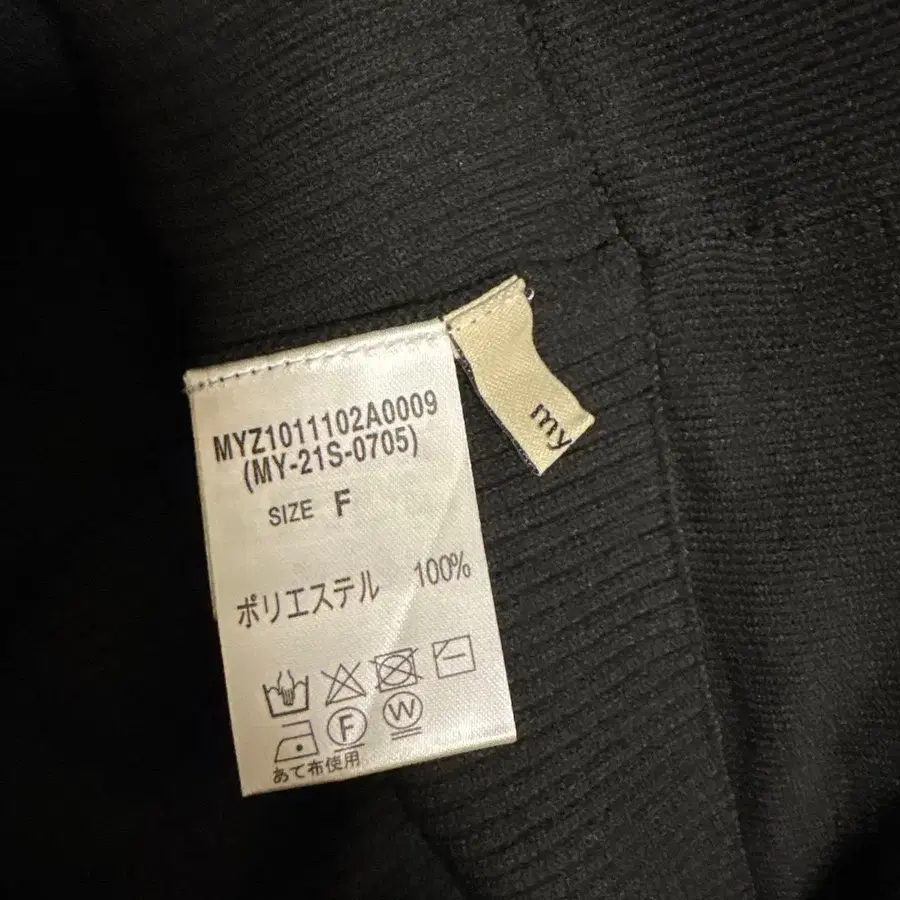 MYZ1011102A0009
(MY-21S-0705)
SIZE F
ポリエステル 100%
F W
あて布使用
my